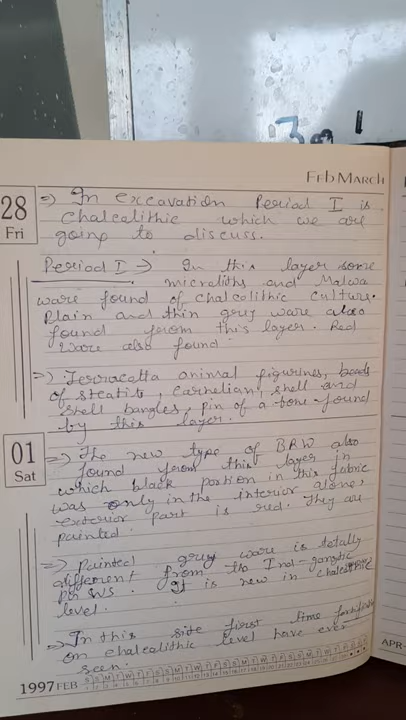 FEB MARCH
28
Fri
=) In excavation Period I is
chalcolithic which we are
going to discuss.
Period I → In this layer some
microliths and Malwa
ware found of chalcolithic culture.
Plain and thin grey ware also
found from this layer. Red
ware also found.
=) Terracotta animal figurines, beads
of steatite, carnelian, shell and
shell bangles, pin of a bone found
by this layer.
01
Sat
=) The new type of BRW also
found from this layer in
which black portion in this fabric
was only in the interior alone,
exterior part is red. They are
painted.
=) Painted grey ware is totally
different from the Ind-gangetic
It is new in chalcolithic
level.
=) In this site first time
on chalcolithic level have ever
seen.
1997 FEB
APR-